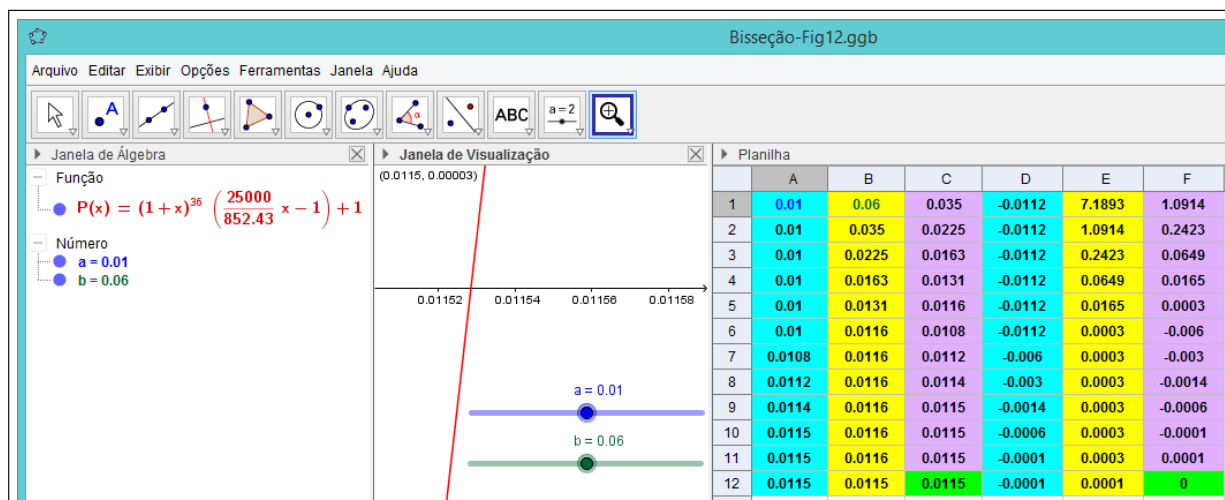 Bisseção-Fig12.ggb
Arquivo Editar Exibir Opções Ferramentas Janela Ajuda
A ABC a = 2
Janela de Álgebra
Função
P(x) = (1 + x)^36 (25000/852.43 x − 1) + 1
Número
a = 0.01
b = 0.06
Janela de Visualização
(0.0115, 0.00003)
0.01152 0.01154 0.01156 0.01158
a = 0.01
b = 0.06
Planilha
A B C D E F
1 0.01 0.06 0.035 -0.0112 7.1893 1.0914
2 0.01 0.035 0.0225 -0.0112 1.0914 0.2423
3 0.01 0.0225 0.0163 -0.0112 0.2423 0.0649
4 0.01 0.0163 0.0131 -0.0112 0.0649 0.0165
5 0.01 0.0131 0.0116 -0.0112 0.0165 0.0003
6 0.01 0.0116 0.0108 -0.0112 0.0003 -0.006
7 0.0108 0.0116 0.0112 -0.006 0.0003 -0.003
8 0.0112 0.0116 0.0114 -0.003 0.0003 -0.0014
9 0.0114 0.0116 0.0115 -0.0014 0.0003 -0.0006
10 0.0115 0.0116 0.0115 -0.0006 0.0003 -0.0001
11 0.0115 0.0116 0.0115 -0.0001 0.0003 0.0001
12 0.0115 0.0115 0.0115 -0.0001 0.0001 0